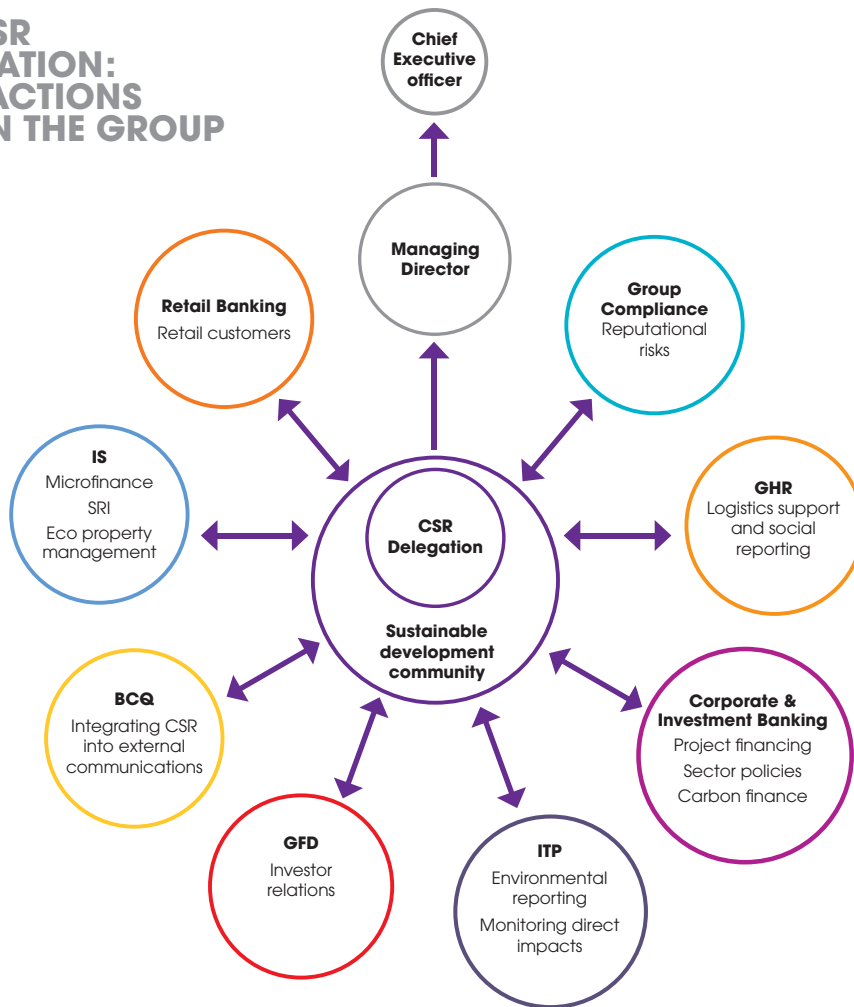 SR
ATION:
ACTIONS
N THE GROUP
Chief
Executive
officer
Managing
Director
Retail Banking
Retail customers
Group
Compliance
Reputational
risks
IS
Microfinance
SRI
Eco property
management
CSR
Delegation
GHR
Logistics support
and social
reporting
Sustainable
development
community
BCQ
Integrating CSR
into external
communications
Corporate &
Investment Banking
Project financing
Sector policies
Carbon finance
GFD
Investor
relations
ITP
Environmental
reporting
Monitoring direct
impacts